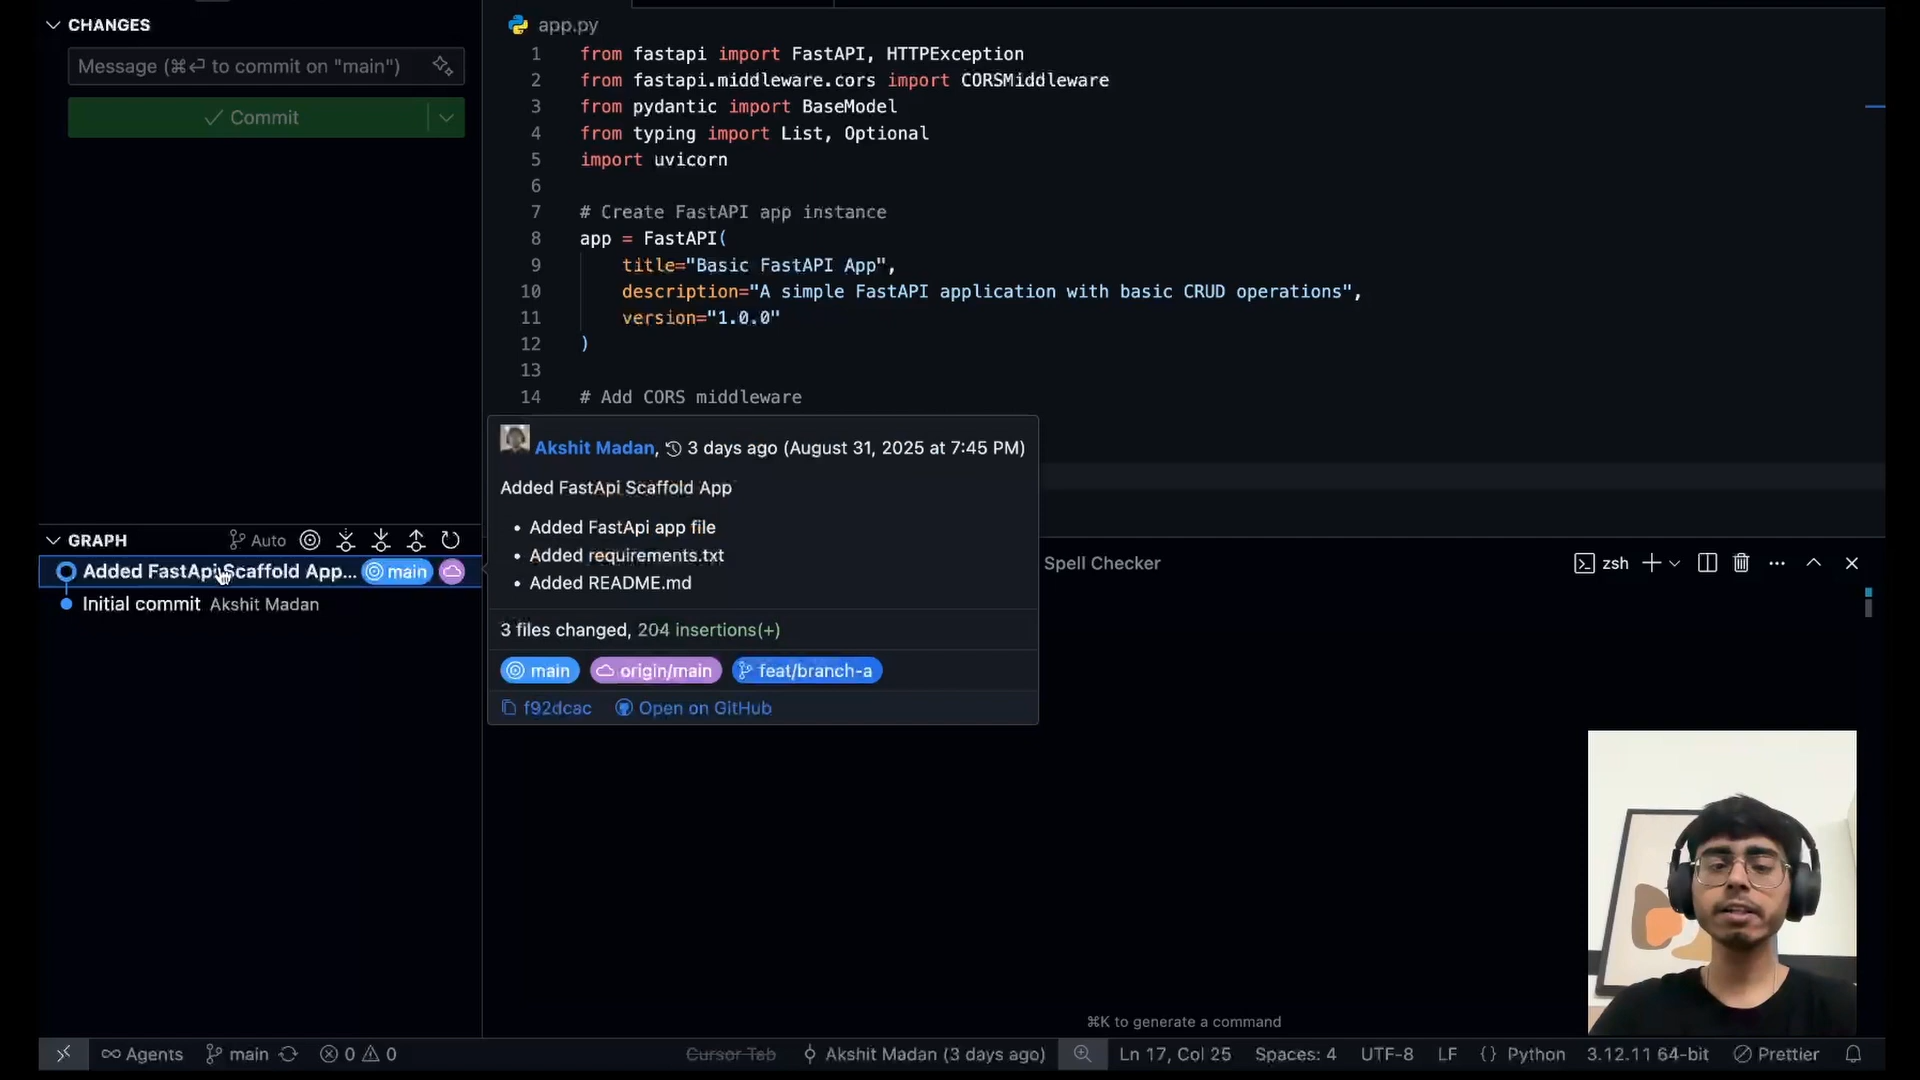 CHANGES
Message (⌘⏎ to commit on "main")
Commit
app.py
1 from fastapi import FastAPI, HTTPException
2 from fastapi.middleware.cors import CORSMiddleware
3 from pydantic import BaseModel
4 from typing import List, Optional
5 import uvicorn
6
7 # Create FastAPI app instance
8 app = FastAPI(
9 title="Basic FastAPI App",
10 description="A simple FastAPI application with basic CRUD operations",
11 version="1.0.0"
12 )
13
14 # Add CORS middleware
Akshit Madan, 3 days ago (August 31, 2025 at 7:45 PM)
Added FastApi Scaffold App
• Added FastApi app file
• Added requirements.txt
• Added README.md
3 files changed, 204 insertions(+)
main origin/main feat/branch-a
f92dcac Open on GitHub
GRAPH Auto
Added FastApi Scaffold App... main
Initial commit Akshit Madan
Spell Checker
zsh
⌘K to generate a command
Agents main 0 0 Cursor Tab Akshit Madan (3 days ago) Ln 17, Col 25 Spaces: 4 UTF-8 LF {} Python 3.12.11 64-bit Prettier